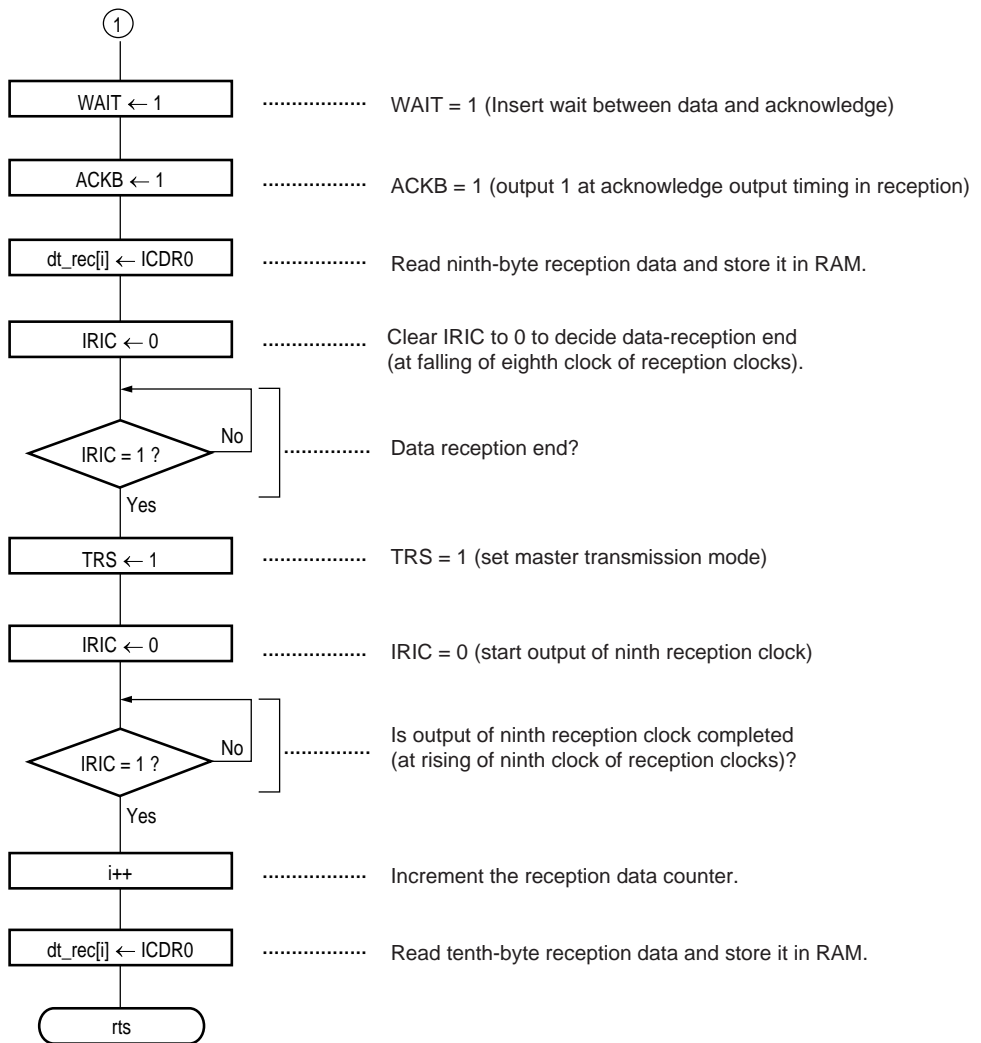 1
WAIT ← 1 .................. WAIT = 1 (Insert wait between data and acknowledge)
ACKB ← 1 .................. ACKB = 1 (output 1 at acknowledge output timing in reception)
dt_rec[i] ← ICDR0 .................. Read ninth-byte reception data and store it in RAM.
IRIC ← 0 .................. Clear IRIC to 0 to decide data-reception end
(at falling of eighth clock of reception clocks).
IRIC = 1 ? No ............... Data reception end?
Yes
TRS ← 1 .................. TRS = 1 (set master transmission mode)
IRIC ← 0 .................. IRIC = 0 (start output of ninth reception clock)
Is output of ninth reception clock completed
IRIC = 1 ? No ............... (at rising of ninth clock of reception clocks)?
Yes
i++ .................. Increment the reception data counter.
dt_rec[i] ← ICDR0 .................. Read tenth-byte reception data and store it in RAM.
rts